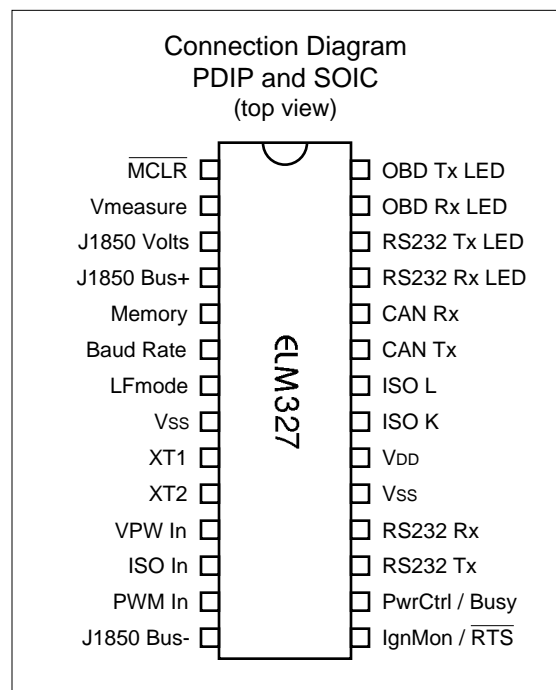 Connection Diagram
PDIP and SOIC
(top view)
MCLR OBD Tx LED
Vmeasure OBD Rx LED
J1850 Volts RS232 Tx LED
J1850 Bus+ RS232 Rx LED
Memory CAN Rx
Baud Rate CAN Tx
LFmode ISO L
VSS ISO K
XT1 VDD
XT2 VSS
VPW In RS232 Rx
ISO In RS232 Tx
PWM In PwrCtrl / Busy
J1850 Bus- IgnMon / RTS
ELM327